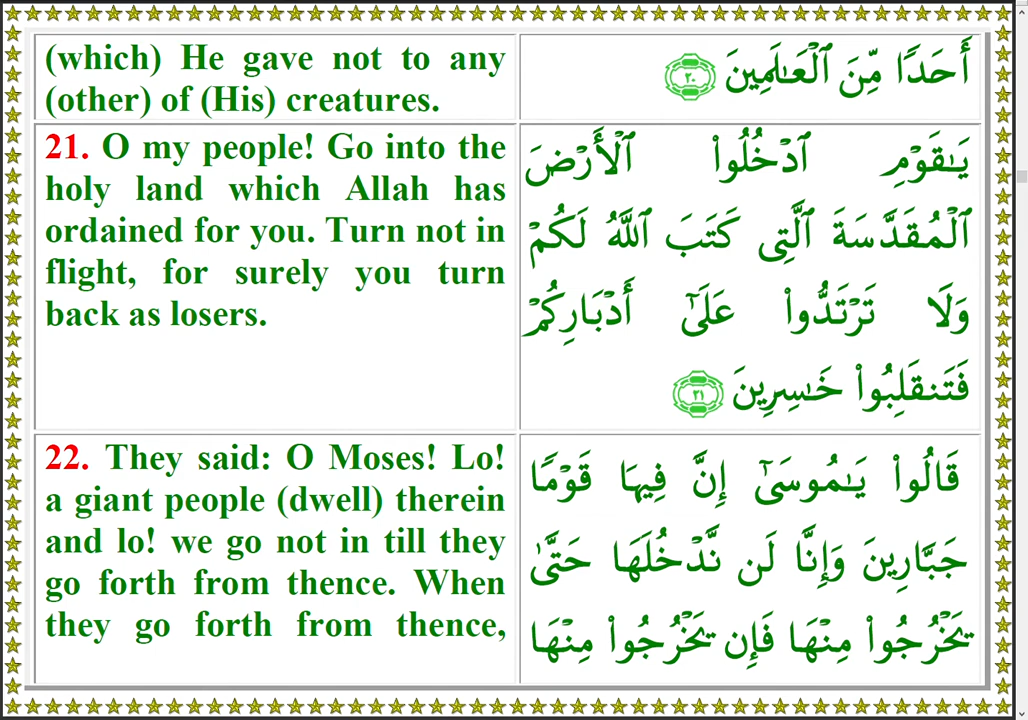 (which) He gave not to any
(other) of (His) creatures.
أَحَدًا مِّنَ ٱلْعَـٰلَمِينَ ٢٠
21. O my people! Go into the
holy land which Allah has
ordained for you. Turn not in
flight, for surely you turn
back as losers.
يَـٰقَوْمِ ٱدْخُلُوا۟ ٱلْأَرْضَ
ٱلْمُقَدَّسَةَ ٱلَّتِى كَتَبَ ٱللَّهُ لَكُمْ
وَلَا تَرْتَدُّوا۟ عَلَىٰٓ أَدْبَارِكُمْ
فَتَنقَلِبُوا۟ خَـٰسِرِينَ ٢١
22. They said: O Moses! Lo!
a giant people (dwell) therein
and lo! we go not in till they
go forth from thence. When
they go forth from thence,
قَالُوا۟ يَـٰمُوسَىٰٓ إِنَّ فِيهَا قَوْمًا
جَبَّارِينَ وَإِنَّا لَن نَّدْخُلَهَا حَتَّىٰ
يَخْرُجُوا۟ مِنْهَا فَإِن يَخْرُجُوا۟ مِنْهَا